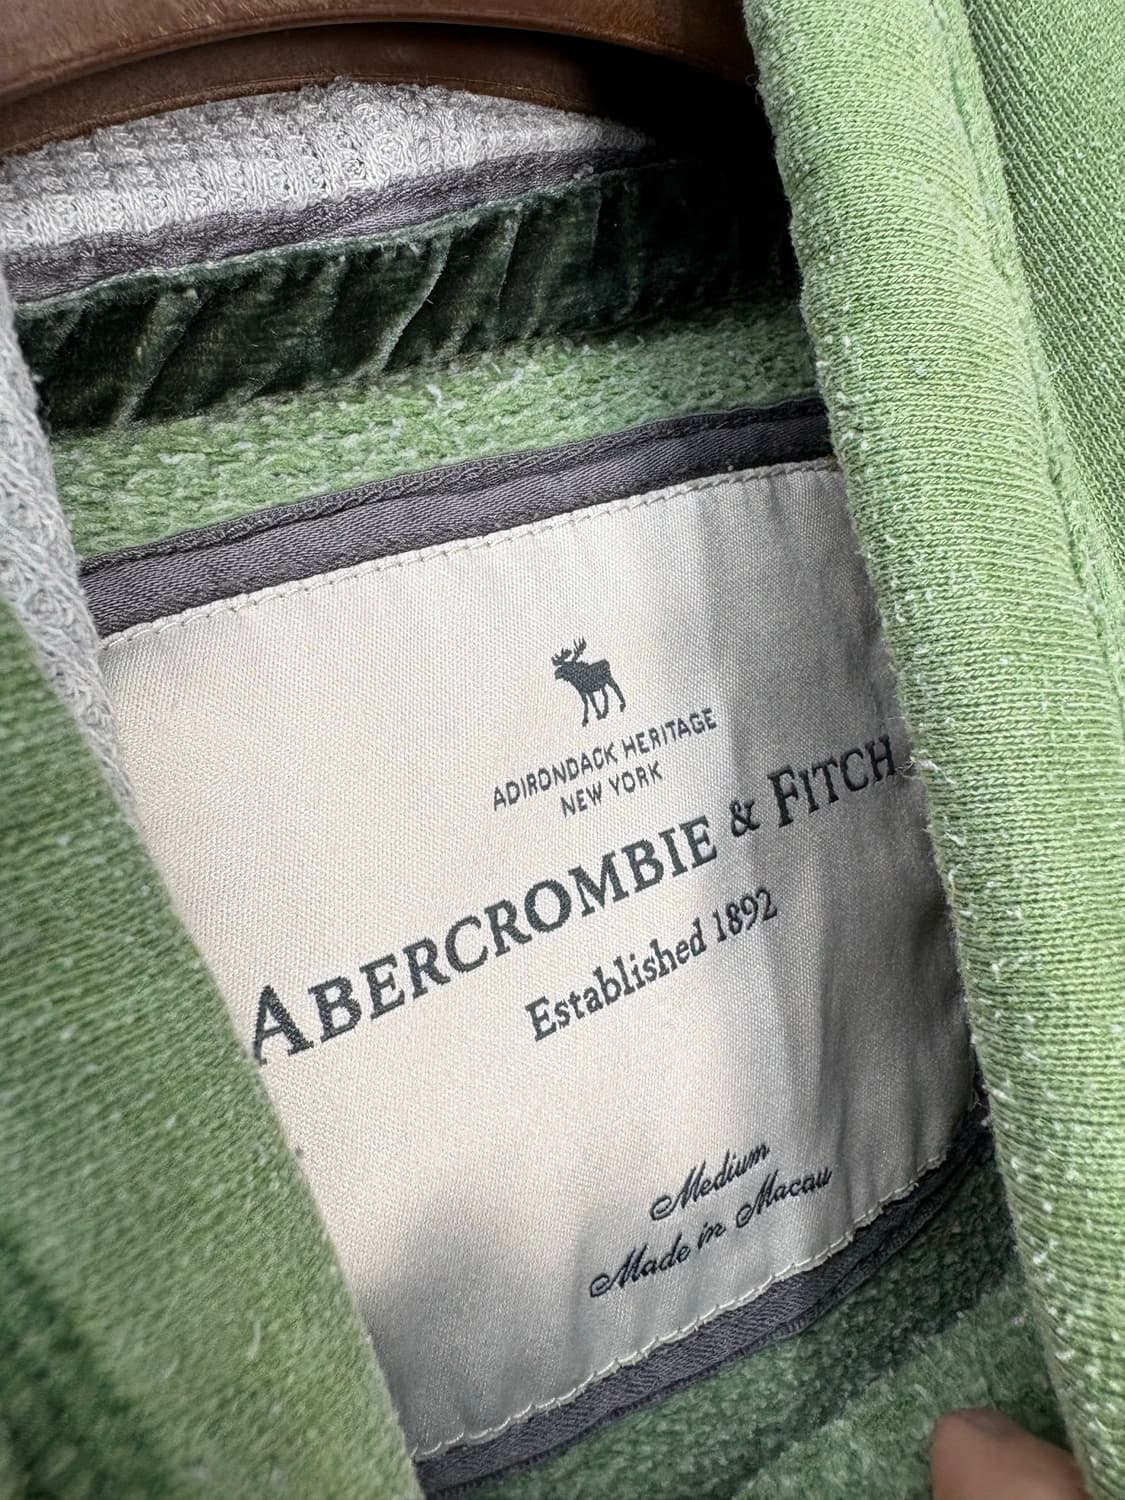 ADIRONDACK HERITAGE
NEW YORK
ABERCROMBIE & FITCH
Established 1892
Medium
Made in Macau